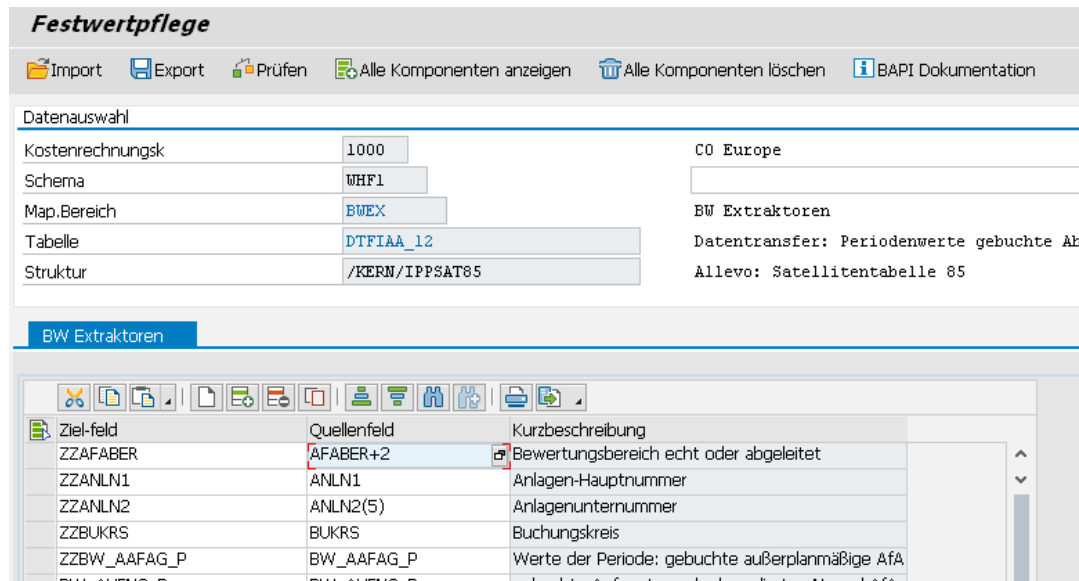 Festwertpflege
Import Export Prüfen Alle Komponenten anzeigen Alle Komponenten löschen BAPI Dokumentation
Datenauswahl
Kostenrechnungsk 1000 CO Europe
Schema WHF1
Map.Bereich BWEX BW Extraktoren
Tabelle DTFIAA_12 Datentransfer: Periodenwerte gebuchte Ab
Struktur /KERN/IPPSAT85 Allevo: Satellitentabelle 85
BW Extraktoren
Ziel-feld Quellenfeld Kurzbeschreibung
ZZAFABER AFABER+2 Bewertungsbereich echt oder abgeleitet
ZZANLN1 ANLN1 Anlagen-Hauptnummer
ZZANLN2 ANLN2(5) Anlagenunternummer
ZZBUKRS BUKRS Buchungskreis
ZZBW_AAFAG_P BW_AAFAG_P Werte der Periode: gebuchte außerplanmäßige AfA